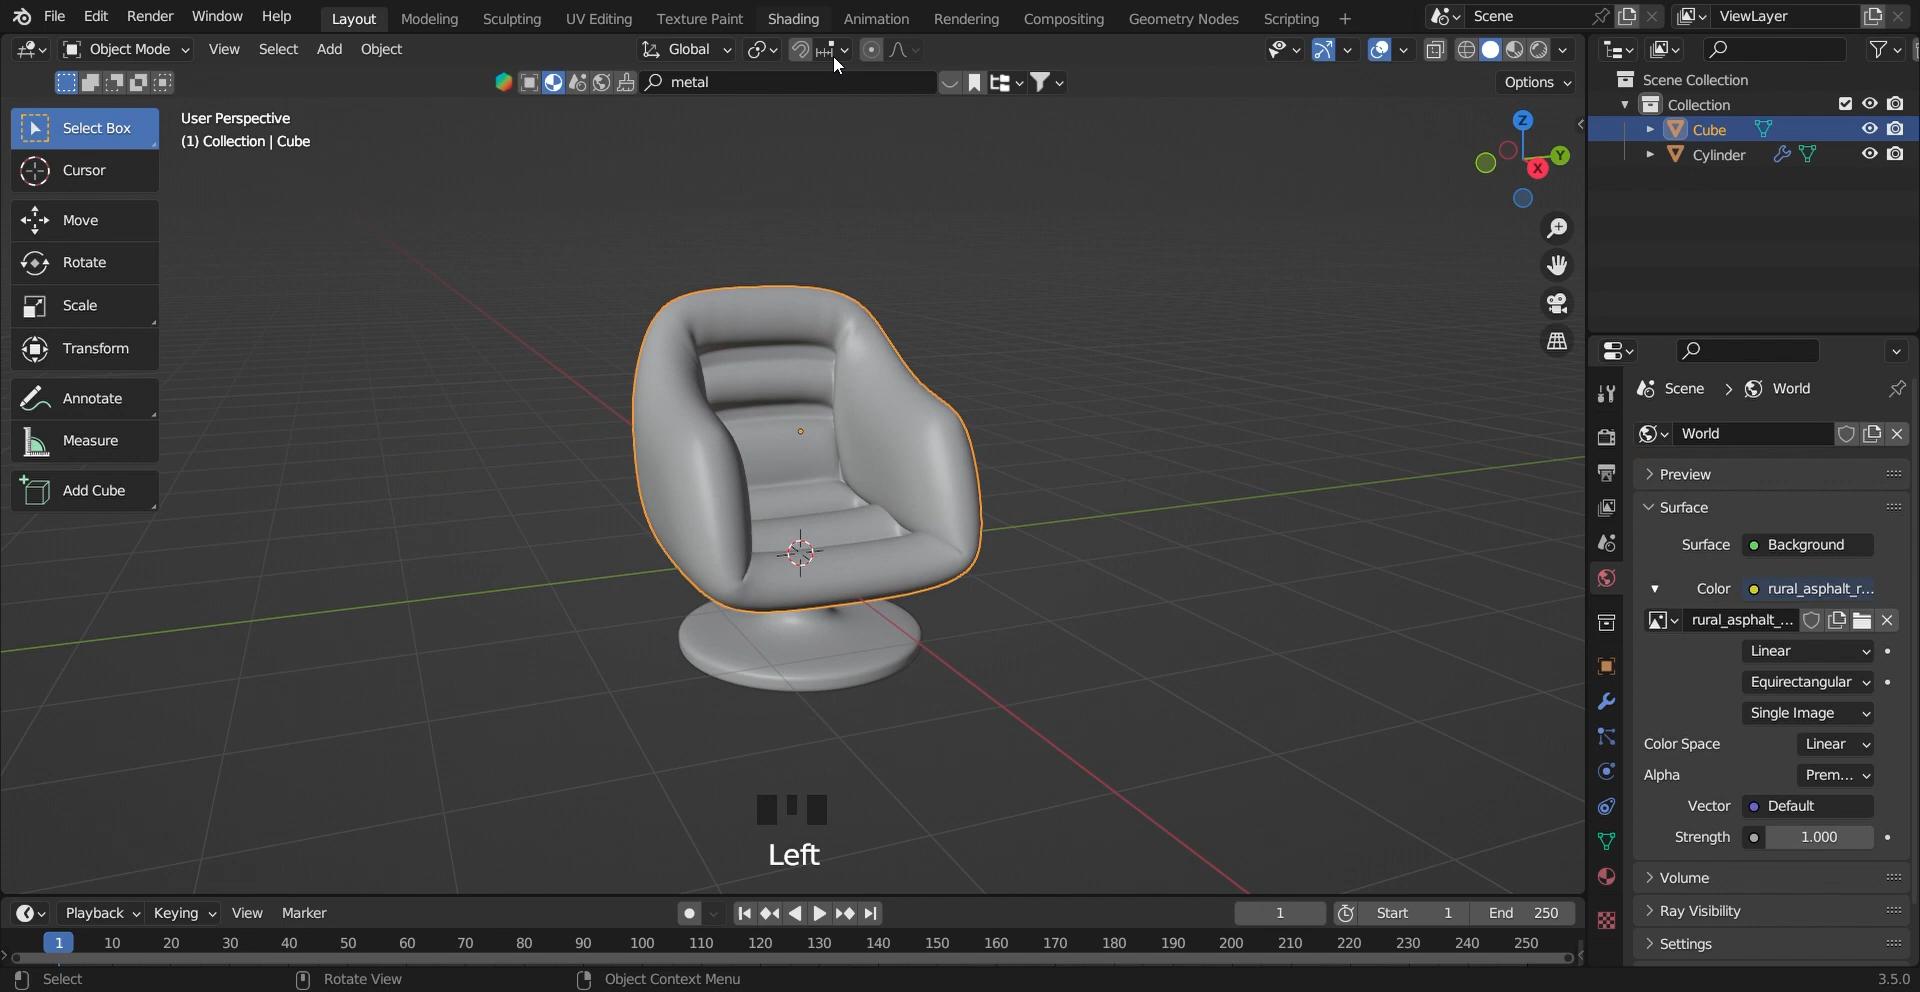 File Edit Render Window Help Layout Modeling Sculpting UV Editing Texture Paint Shading Animation Rendering Compositing Geometry Nodes Scripting + Scene ViewLayer
Object Mode View Select Add Object Global
metal Options
User Perspective
(1) Collection | Cube
Select Box
Cursor
Move
Rotate
Scale
Transform
Annotate
Measure
Add Cube
Z
Y
X
Left
Scene Collection
Collection
Cube
Cylinder
Scene > World
World
Preview
Surface
Surface Background
Color rural_asphalt_r...
rural_asphalt_...
Linear
Equirectangular
Single Image
Color Space Linear
Alpha Prem...
Vector Default
Strength 1.000
Volume
Ray Visibility
Settings
Playback Keying View Marker 1 Start 1 End 250
1 10 20 30 40 50 60 70 80 90 100 110 120 130 140 150 160 170 180 190 200 210 220 230 240 250
Select Rotate View Object Context Menu 3.5.0